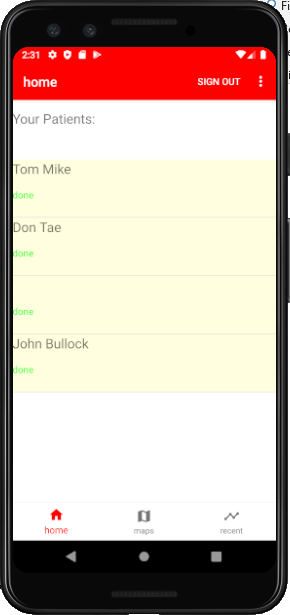 Fi
2:31
home SIGN OUT
Your Patients:
Tom Mike
done
Don Tae
done
done
John Bullock
done
home maps recent